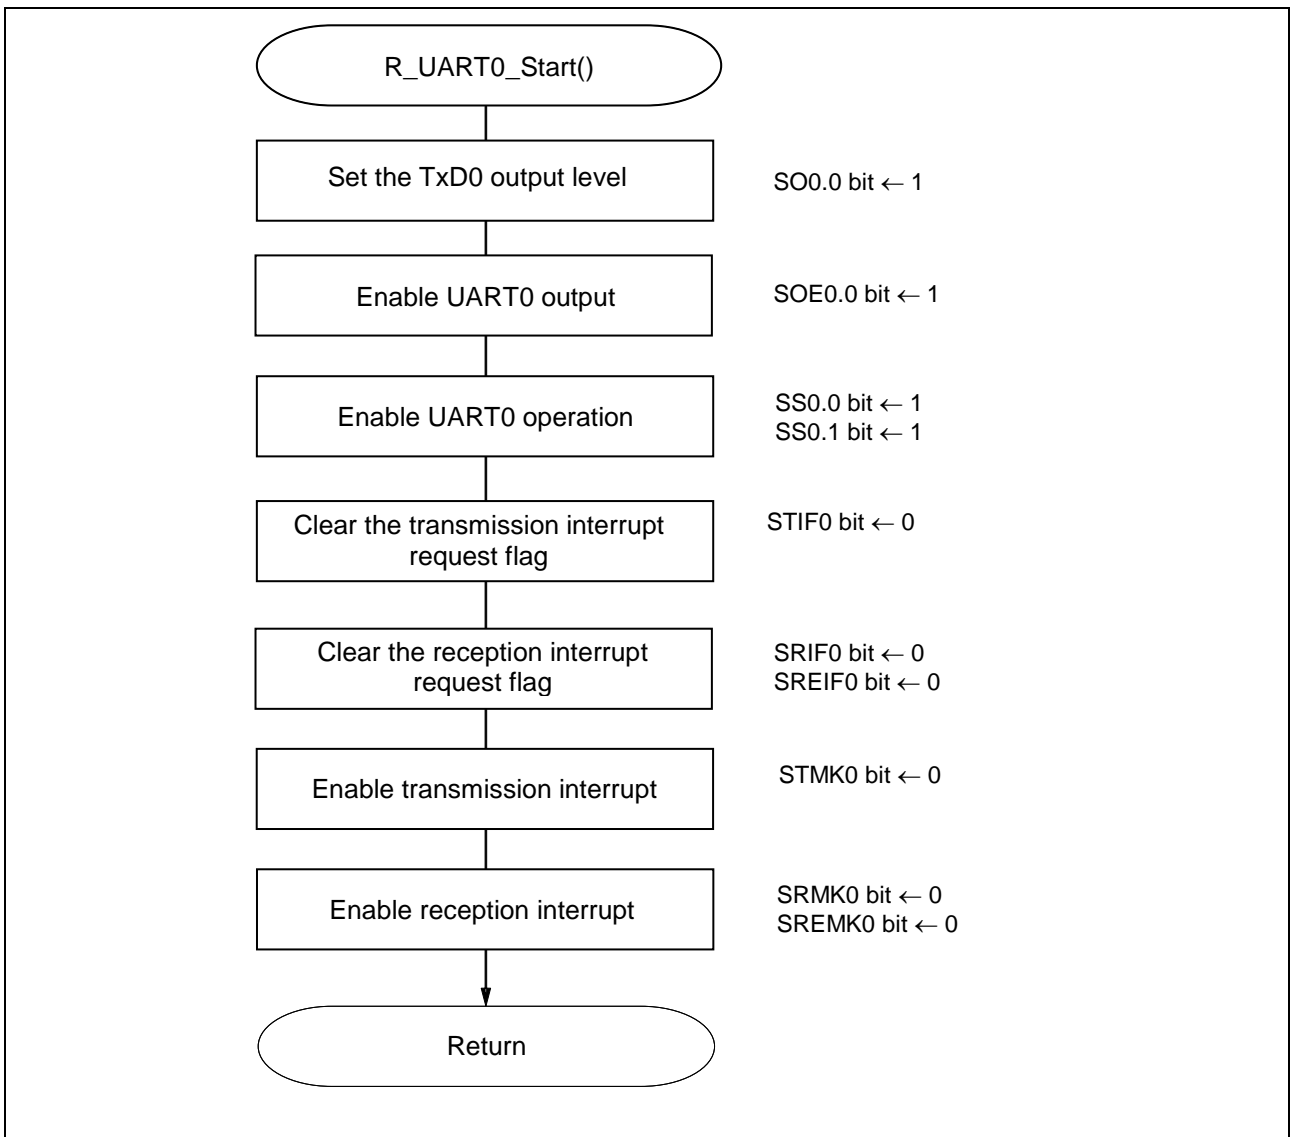 R_UART0_Start()
Set the TxD0 output level
SO0.0 bit ← 1
Enable UART0 output
SOE0.0 bit ← 1
Enable UART0 operation
SS0.0 bit ← 1
SS0.1 bit ← 1
Clear the transmission interrupt
request flag
STIF0 bit ← 0
Clear the reception interrupt
request flag
SRIF0 bit ← 0
SREIF0 bit ← 0
Enable transmission interrupt
STMK0 bit ← 0
Enable reception interrupt
SRMK0 bit ← 0
SREMK0 bit ← 0
Return